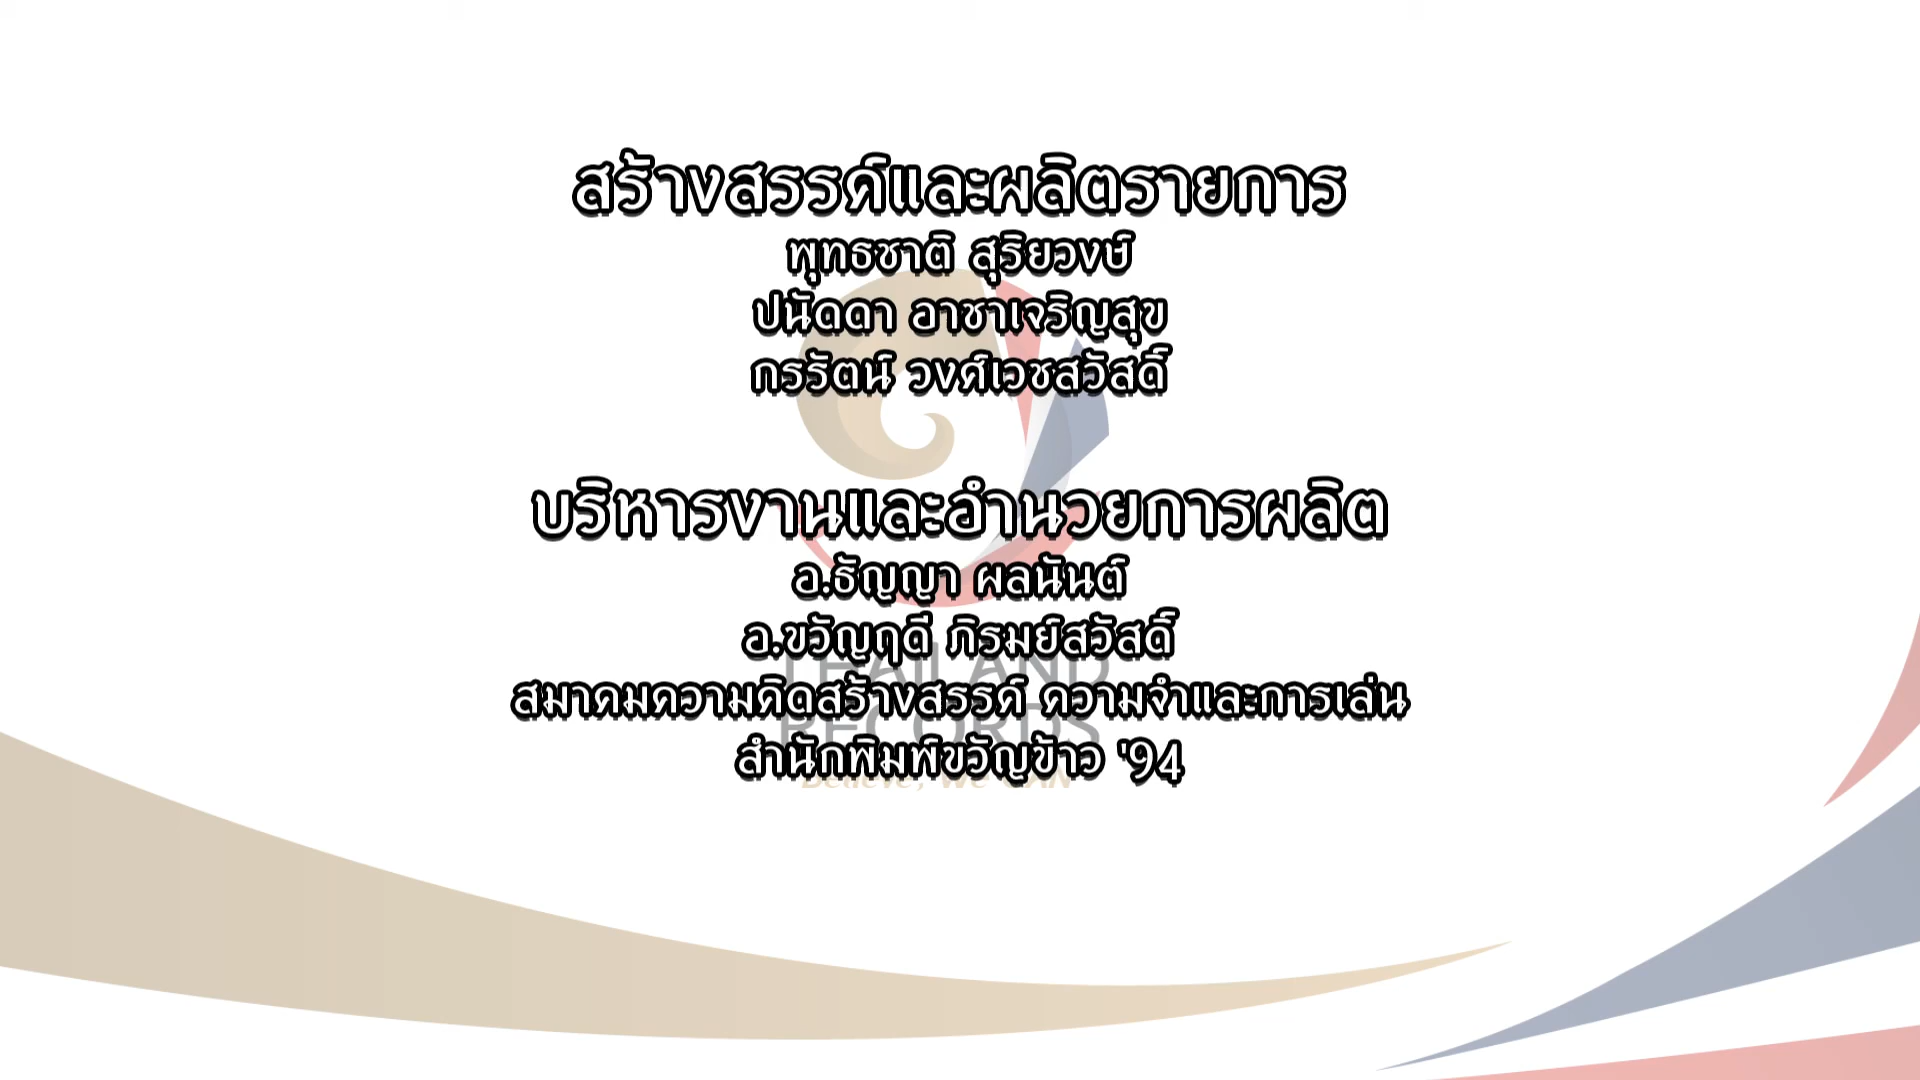 สร้างสรรค์และผลิตรายการ
พุทธชาติ สุริยวงษ์
ปนัดดา อาชาเจริญสุข
กรรัตน์ วงศ์เวชสวัสดิ์
บริหารงานและอำนวยการผลิต
อ.ธัญญา ผลนันต์
อ.ขวัญฤดี ภิรมย์สวัสดิ์
THAILAND
สมาคมความคิดสร้างสรรค์ ความจำและการเล่น
RECORDS
สำนักพิมพ์ขวัญข้าว '94
Believe, We CAN